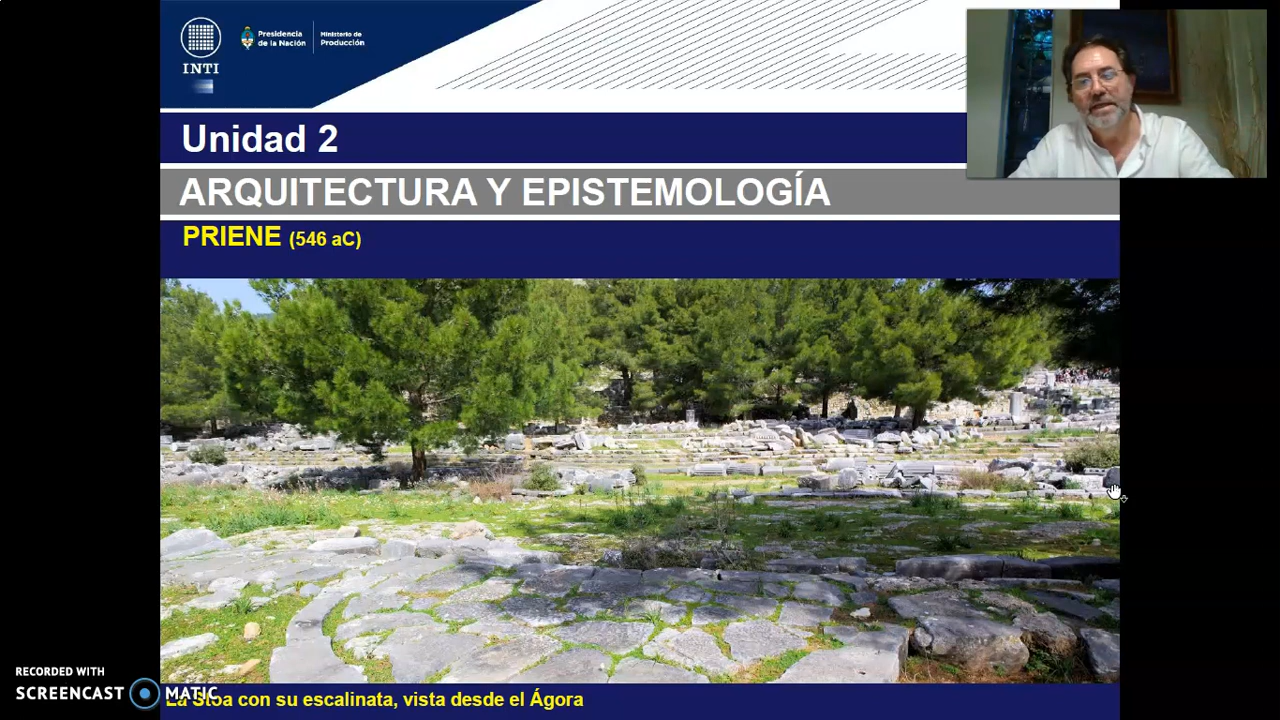 INTI
Presidencia
de la Nación
Ministerio de
Producción
Unidad 2
ARQUITECTURA Y EPISTEMOLOGÍA
PRIENE (546 aC)
RECORDED WITH
SCREENCAST MATIC
La Stoa con su escalinata, vista desde el Ágora